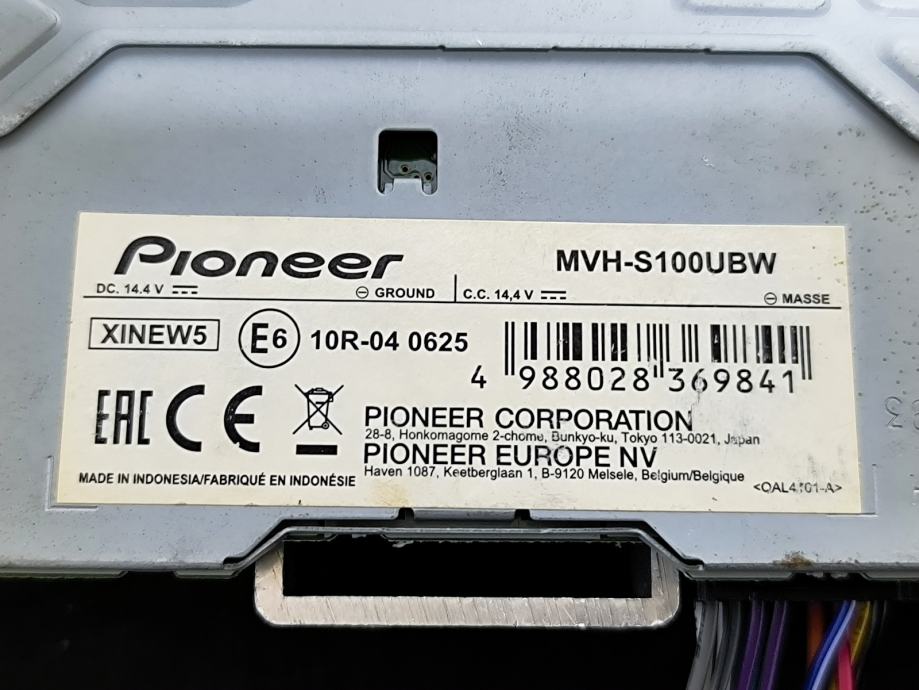 Pioneer
MVH-S100UBW
DC. 14.4 V ⎓ ⊖ GROUND
C.C. 14,4 V ⎓ ⊖ MASSE
XINEW5
E6
10R-04 0625
4 988028 369841
EAC CE
PIONEER CORPORATION
28-8, Honkomagome 2-chome, Bunkyo-ku, Tokyo 113-0021, Japan
PIONEER EUROPE NV
Haven 1087, Keetberglaan 1, B-9120 Melsele, Belgium/Belgique
MADE IN INDONESIA/FABRIQUÉ EN INDONÉSIE